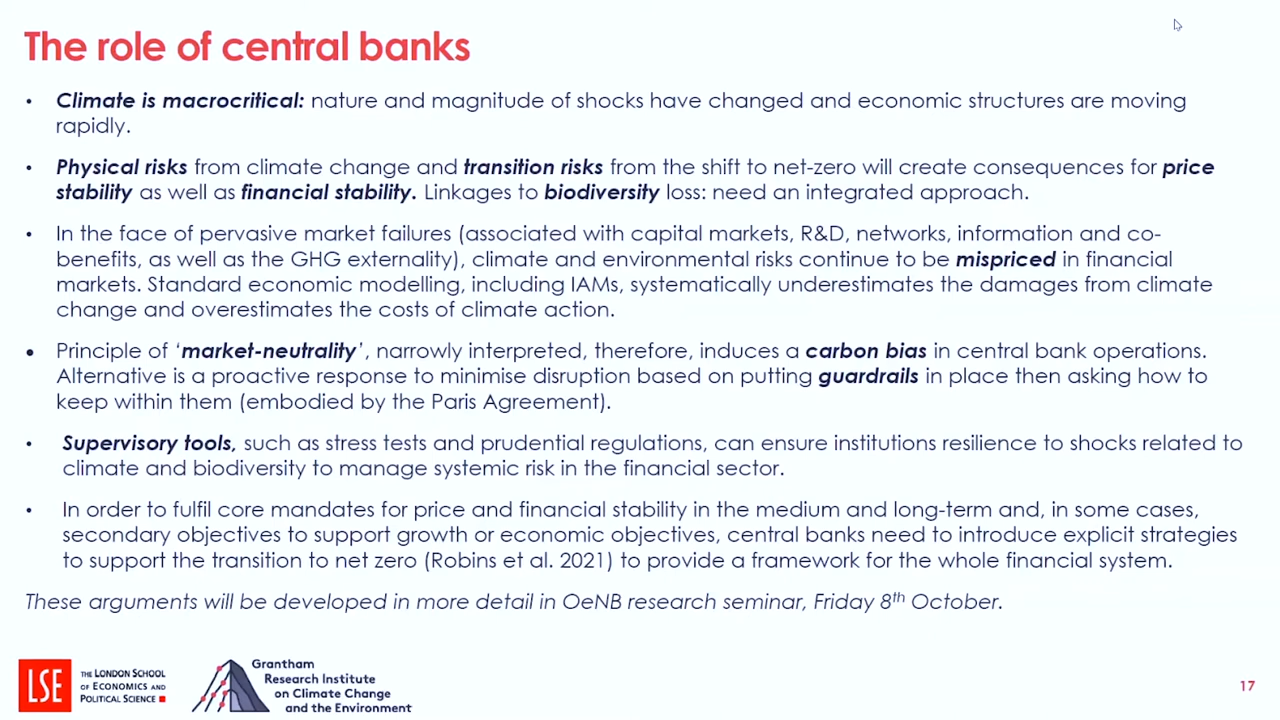 The role of central banks
• Climate is macrocritical: nature and magnitude of shocks have changed and economic structures are moving
rapidly.
• Physical risks from climate change and transition risks from the shift to net-zero will create consequences for price
stability as well as financial stability. Linkages to biodiversity loss: need an integrated approach.
• In the face of pervasive market failures (associated with capital markets, R&D, networks, information and co-
benefits, as well as the GHG externality), climate and environmental risks continue to be mispriced in financial
markets. Standard economic modelling, including IAMs, systematically underestimates the damages from climate
change and overestimates the costs of climate action.
• Principle of ‘market-neutrality’, narrowly interpreted, therefore, induces a carbon bias in central bank operations.
Alternative is a proactive response to minimise disruption based on putting guardrails in place then asking how to
keep within them (embodied by the Paris Agreement).
• Supervisory tools, such as stress tests and prudential regulations, can ensure institutions resilience to shocks related to
climate and biodiversity to manage systemic risk in the financial sector.
• In order to fulfil core mandates for price and financial stability in the medium and long-term and, in some cases,
secondary objectives to support growth or economic objectives, central banks need to introduce explicit strategies
to support the transition to net zero (Robins et al. 2021) to provide a framework for the whole financial system.
These arguments will be developed in more detail in OeNB research seminar, Friday 8th October.
LSE
THE LONDON SCHOOL
OF ECONOMICS AND
POLITICAL SCIENCE
Grantham
Research Institute
on Climate Change
and the Environment
17